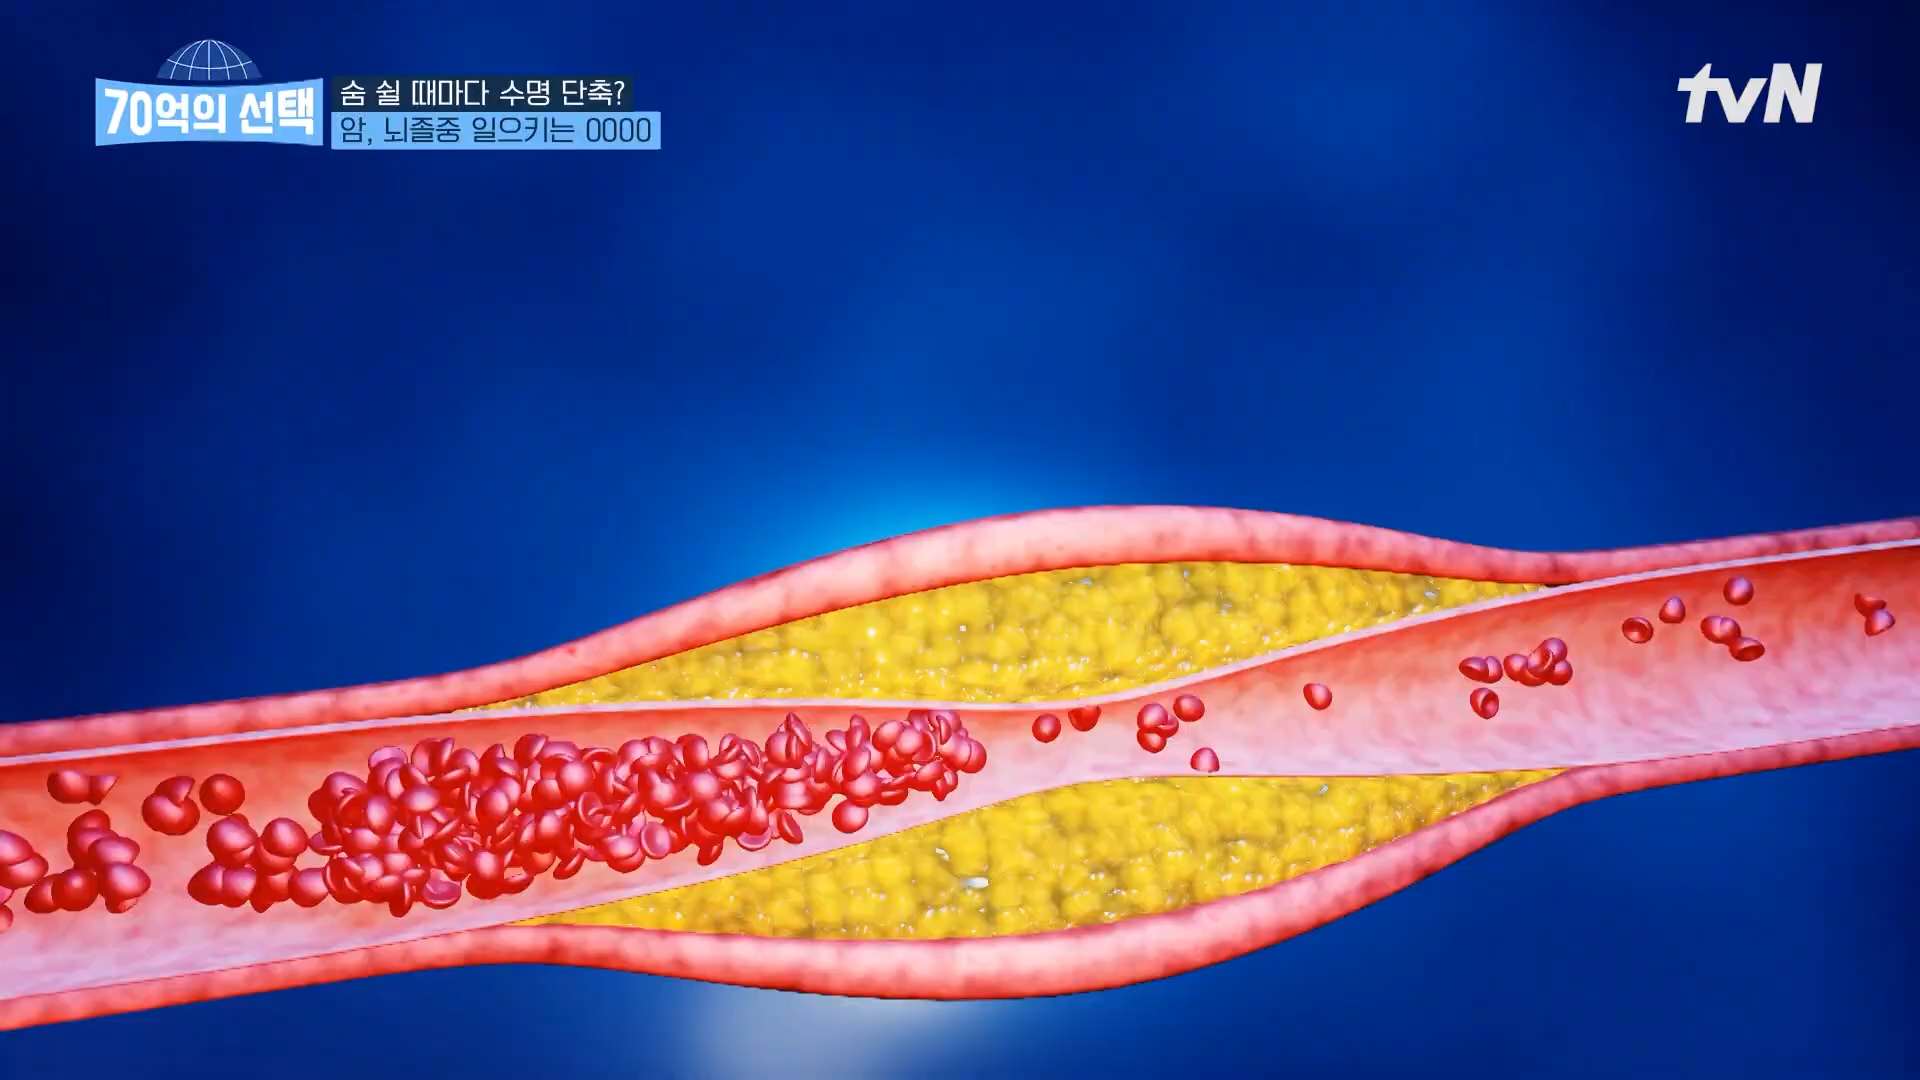 70억의 선택
숨 쉴 때마다 수명 단축?
암, 뇌졸중 일으키는 0000
tvN